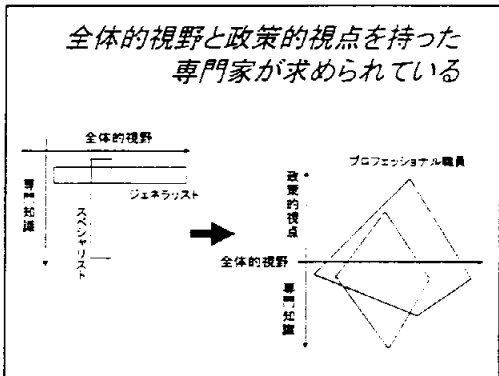 全体的視野と政策的視点を持った
専門家が求められている
全体的視野
専門知識
ジェネラリスト
スペシャリスト
プロフェッショナル職員
政策的視点
全体的視野
専門知識